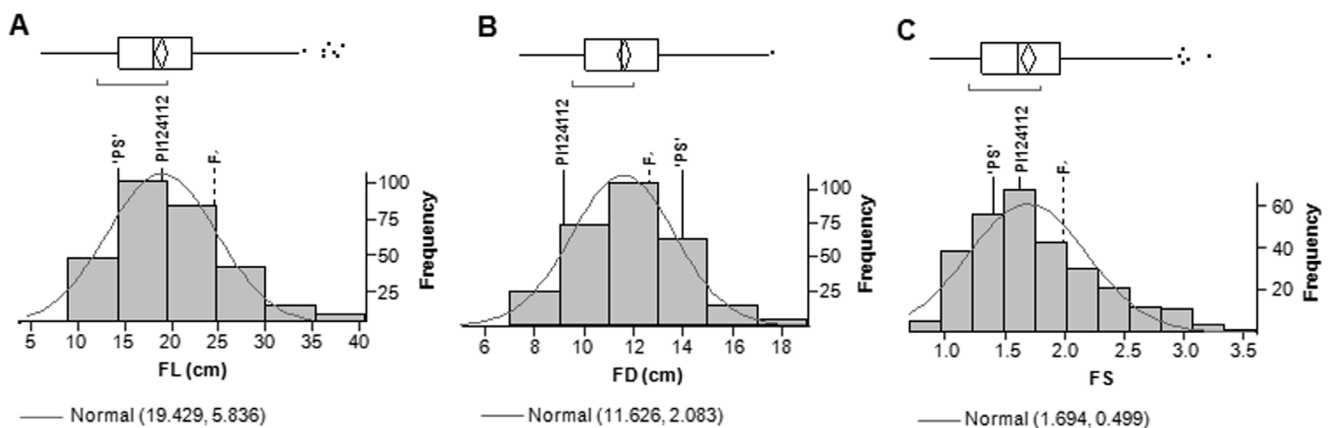 A
'PS'
PI124112
F,
100
75
50
25
Frequency
5 10 15 20 25 30 35 40
FL (cm)
Normal (19.429, 5.836)
B
PI124112
F,
'PS'
100
75
50
25
Frequency
6 8 10 12 14 16 18
FD (cm)
Normal (11.626, 2.083)
C
'PS'
PI124112
F,
60
40
20
Frequency
1.0 1.5 2.0 2.5 3.0 3.5
FS
Normal (1.694, 0.499)